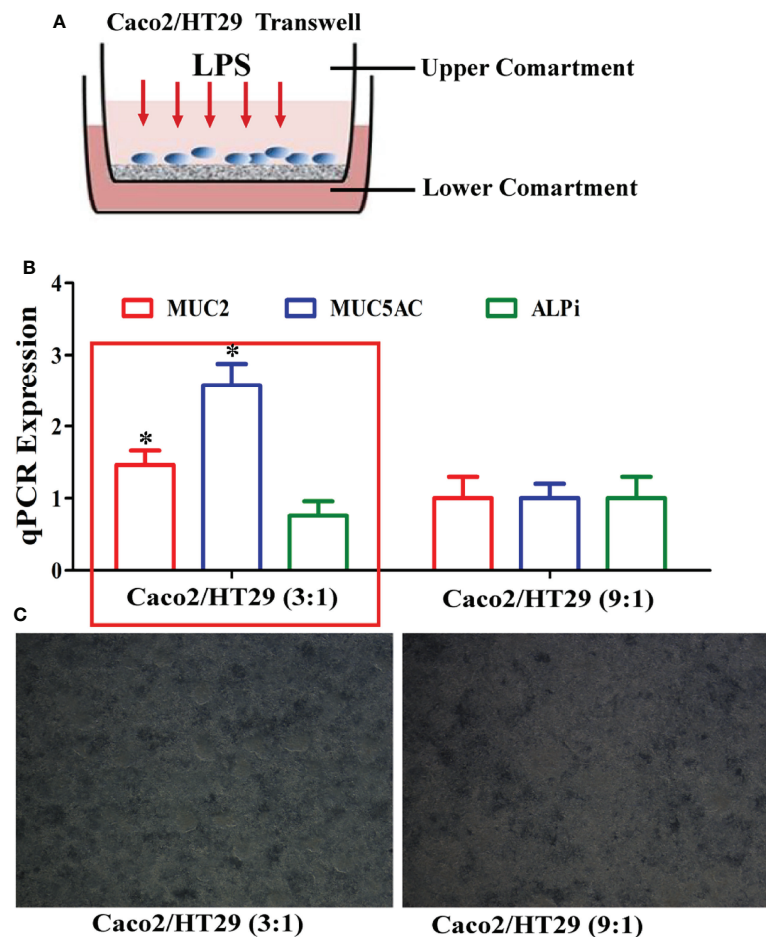 A
Caco2/HT29 Transwell
LPS
Upper Comartment
Lower Comartment
B
4
MUC2 MUC5AC ALPi
3
2
1
0
qPCR Expression
* *
Caco2/HT29 (3:1) Caco2/HT29 (9:1)
C
Caco2/HT29 (3:1) Caco2/HT29 (9:1)